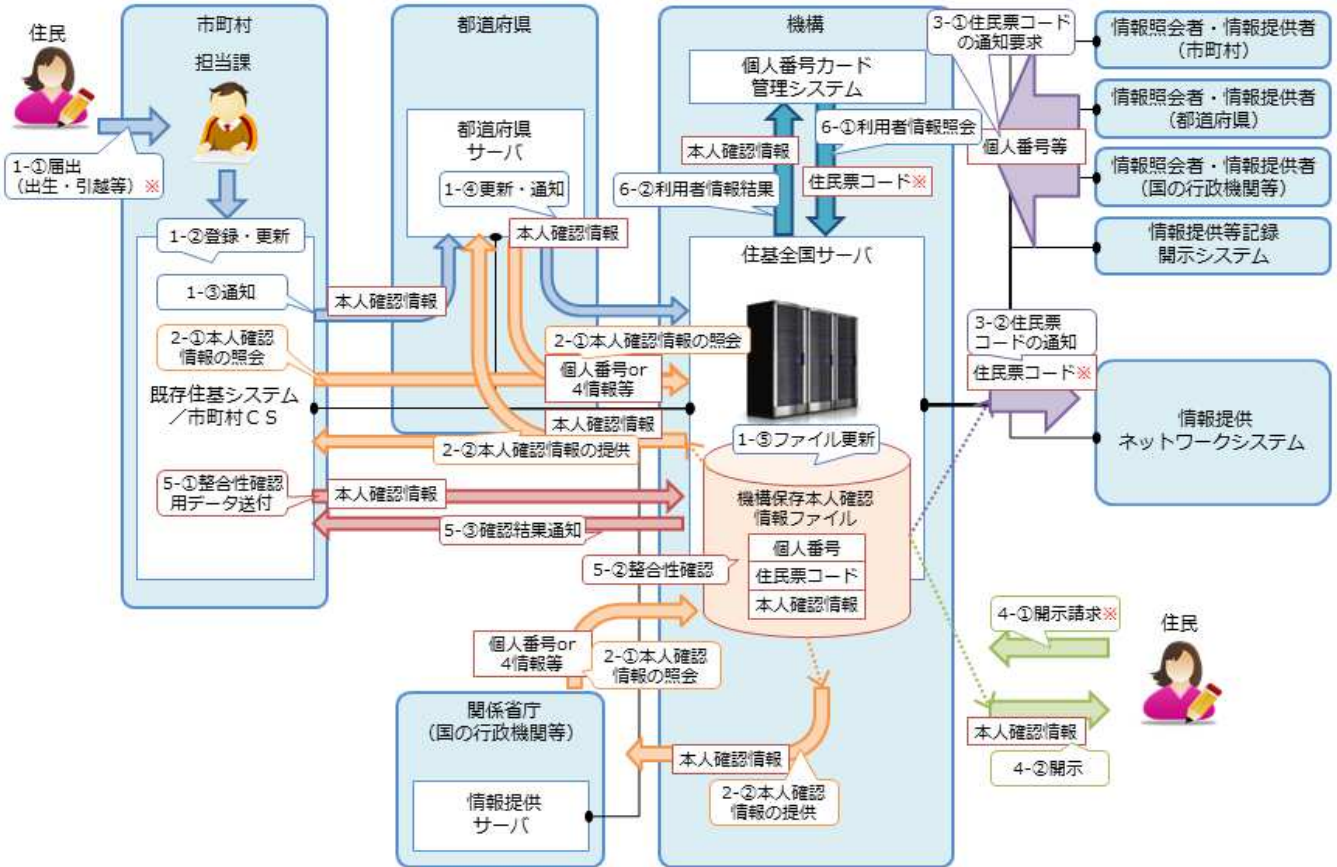 市町村
都道府県
機構
住民
担当課
1-①届出
(出生・引越等)※
1-②登録・更新
1-③通知
本人確認情報
2-①本人確認
情報の照会
既存住基システム
/市町村CS
5-①整合性確認
用データ送付
本人確認情報
5-③確認結果通知
都道府県
サーバ
1-④更新・通知
本人確認情報
2-①本人確認情報の照会
個人番号or
4情報等
本人確認情報
2-②本人確認情報の提供
個人番号カード
管理システム
6-①利用者情報照会
本人確認情報
住民票コード※
6-②利用者情報結果
住基全国サーバ
1-⑤ファイル更新
機構保存本人確認
情報ファイル
個人番号
住民票コード
本人確認情報
5-②整合性確認
個人番号or
4情報等
2-①本人確認
情報の照会
関係省庁
(国の行政機関等)
情報提供
サーバ
本人確認情報
2-②本人確認
情報の提供
3-①住民票コード
の通知要求
個人番号等
情報照会者・情報提供者
(市町村)
情報照会者・情報提供者
(都道府県)
情報照会者・情報提供者
(国の行政機関等)
情報提供等記録
開示システム
3-②住民票
コードの通知
住民票コード※
情報提供
ネットワークシステム
4-①開示請求※
住民
本人確認情報
4-②開示